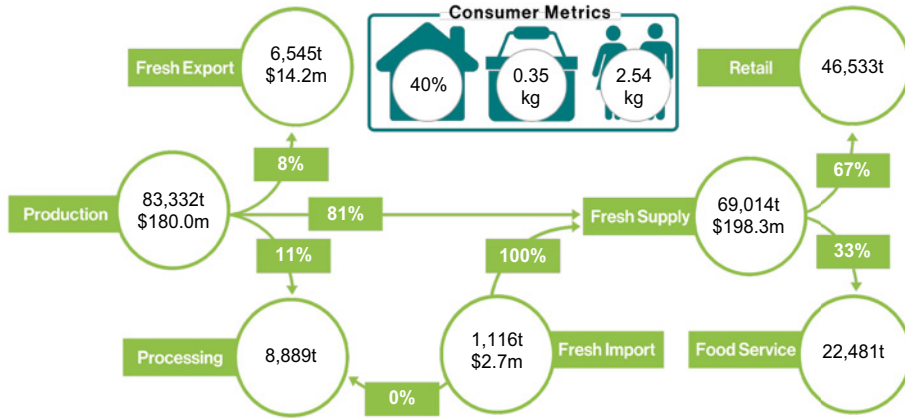 Consumer Metrics
40%
0.35
kg
2.54
kg
Fresh Export
6,545t
$14.2m
Retail
46,533t
8%
67%
Production
83,332t
$180.0m
81%
Fresh Supply
69,014t
$198.3m
11%
100%
33%
Processing
8,889t
1,116t
$2.7m
Fresh Import
Food Service
22,481t
0%